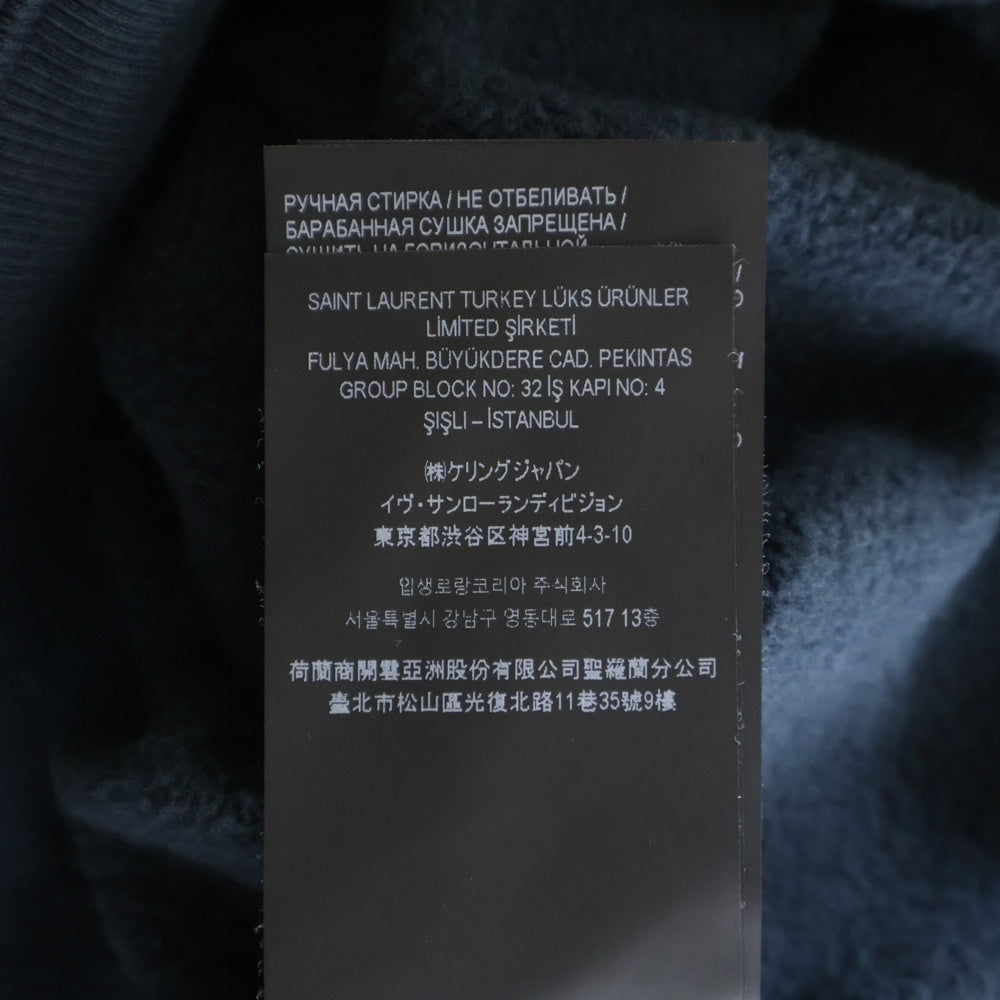 РУЧНАЯ СТИРКА / НЕ ОТБЕЛИВАТЬ /
БАРАБАННАЯ СУШКА ЗАПРЕЩЕНА /
СУШИТЬ НА ГОРИЗОНТАЛЬНОЙ
SAINT LAURENT TURKEY LÜKS ÜRÜNLER
LİMİTED ŞİRKETİ
FULYA MAH. BÜYÜKDERE CAD. PEKINTAS
GROUP BLOCK NO: 32 İŞ KAPI NO: 4
ŞIŞLI – İSTANBUL
㈱ケリングジャパン
イヴ・サンローランディビジョン
東京都渋谷区神宮前4-3-10
입생로랑코리아 주식회사
서울특별시 강남구 영동대로 517 13층
荷蘭商開雲亞洲股份有限公司聖羅蘭分公司
臺北市松山區光復北路11巷35號9樓